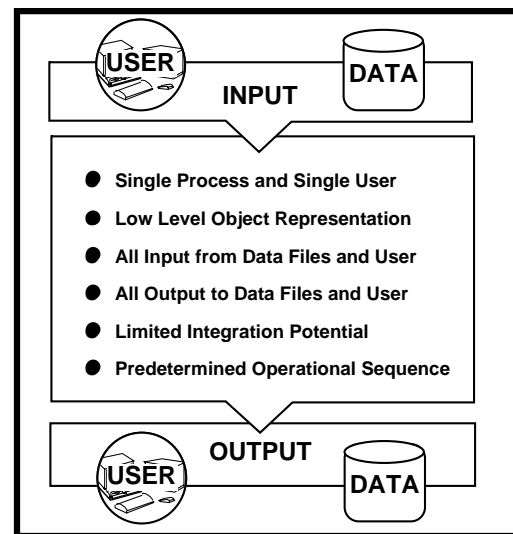 USER
DATA
INPUT
● Single Process and Single User
● Low Level Object Representation
● All Input from Data Files and User
● All Output to Data Files and User
● Limited Integration Potential
● Predetermined Operational Sequence
OUTPUT
USER
DATA